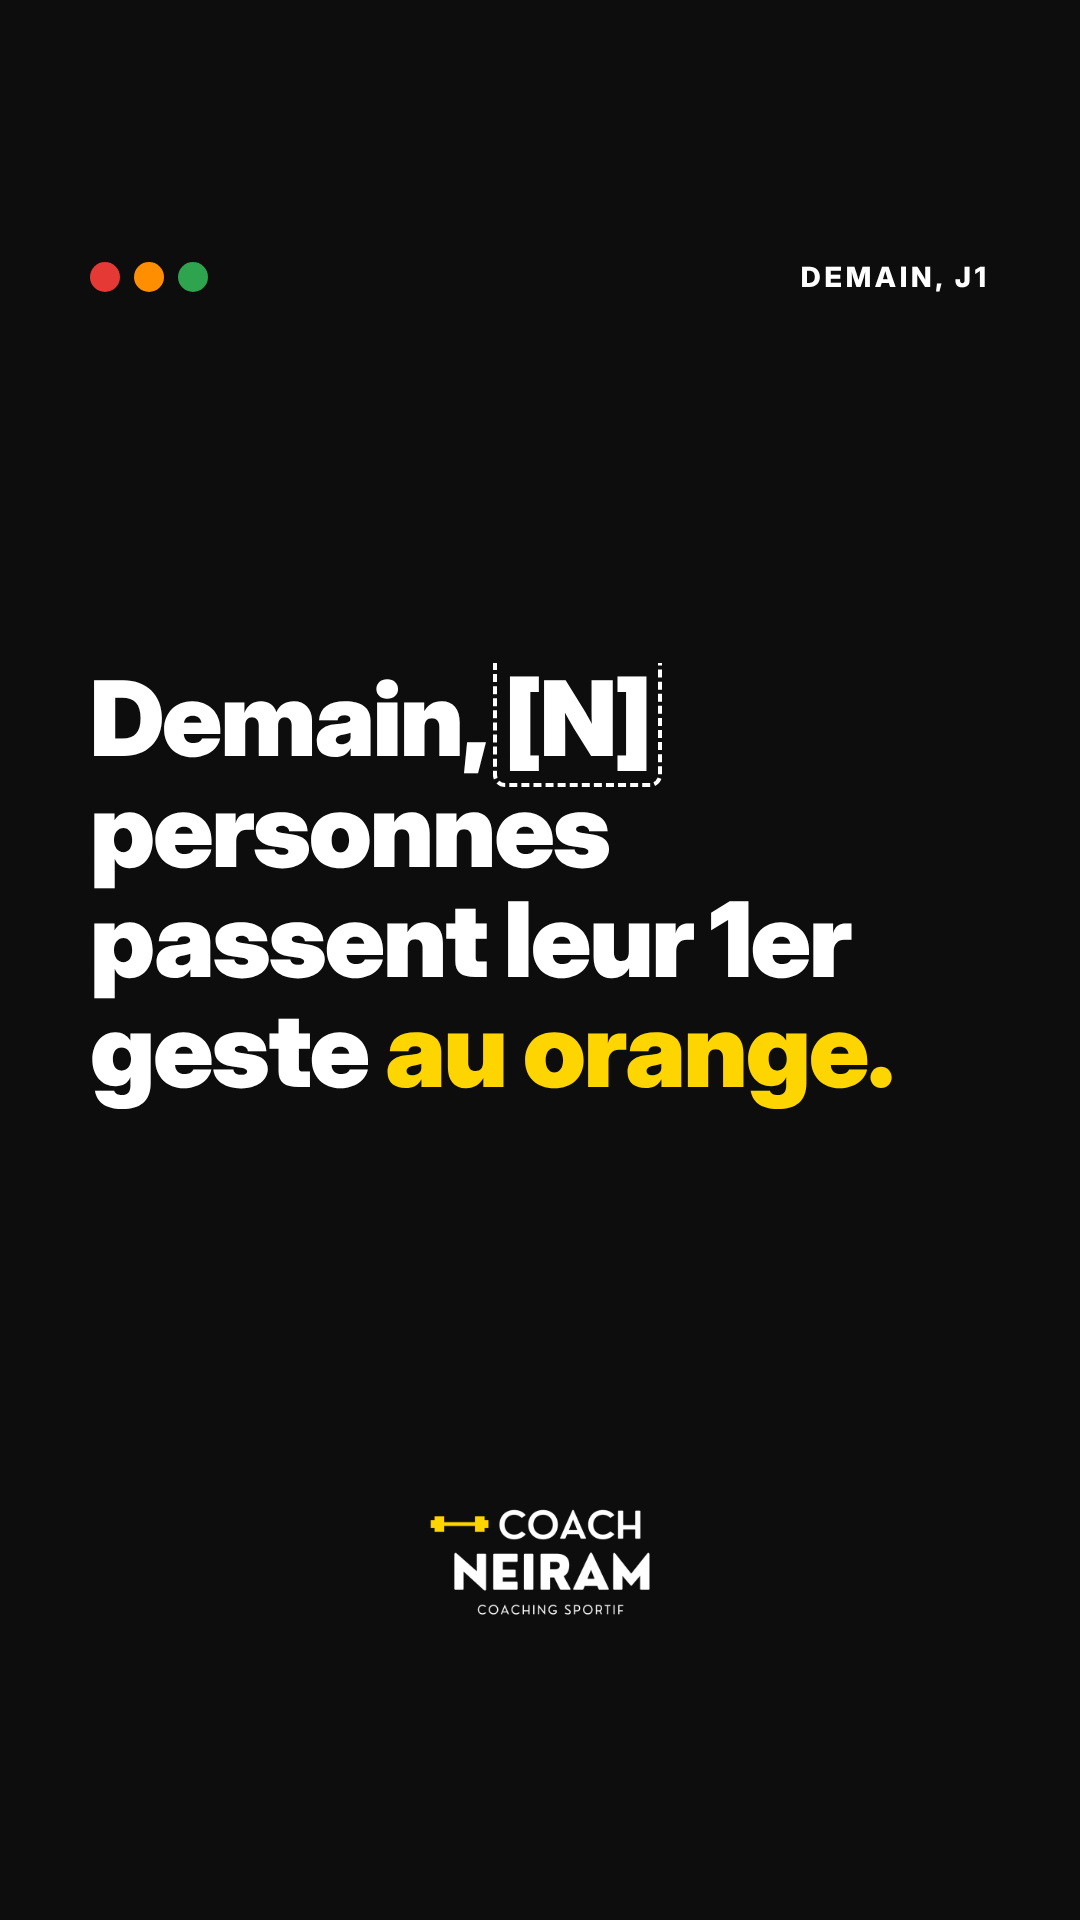 DEMAIN, J1
Demain, [N]
personnes
passent leur 1er
geste au orange.
COACH
NEIRAM
COACHING SPORTIF